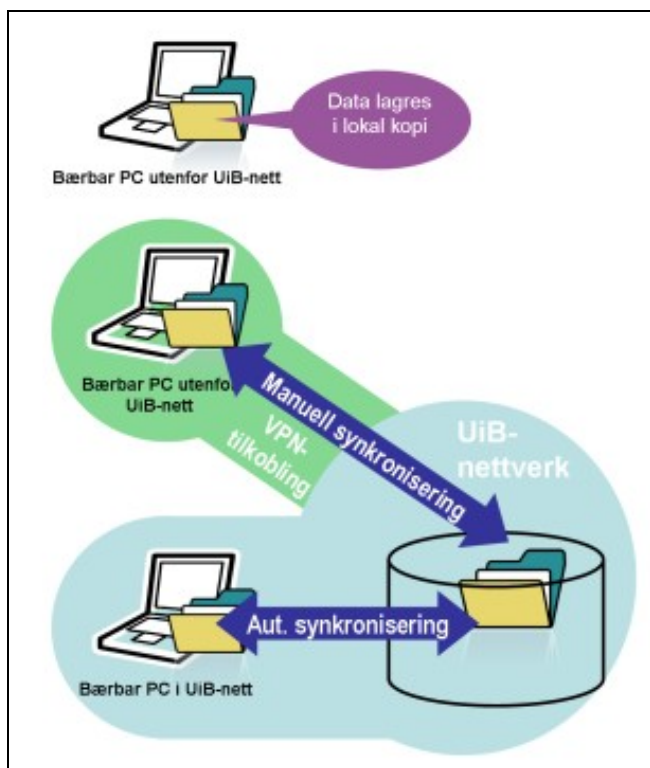 Data lagres
i lokal kopi
Bærbar PC utenfor UiB-nett
Bærbar PC utenfor
UiB-nett
Manuell synkronisering
VPN-
tilkobling
UiB-
nettverk
Aut. synkronisering
Bærbar PC i UiB-nett